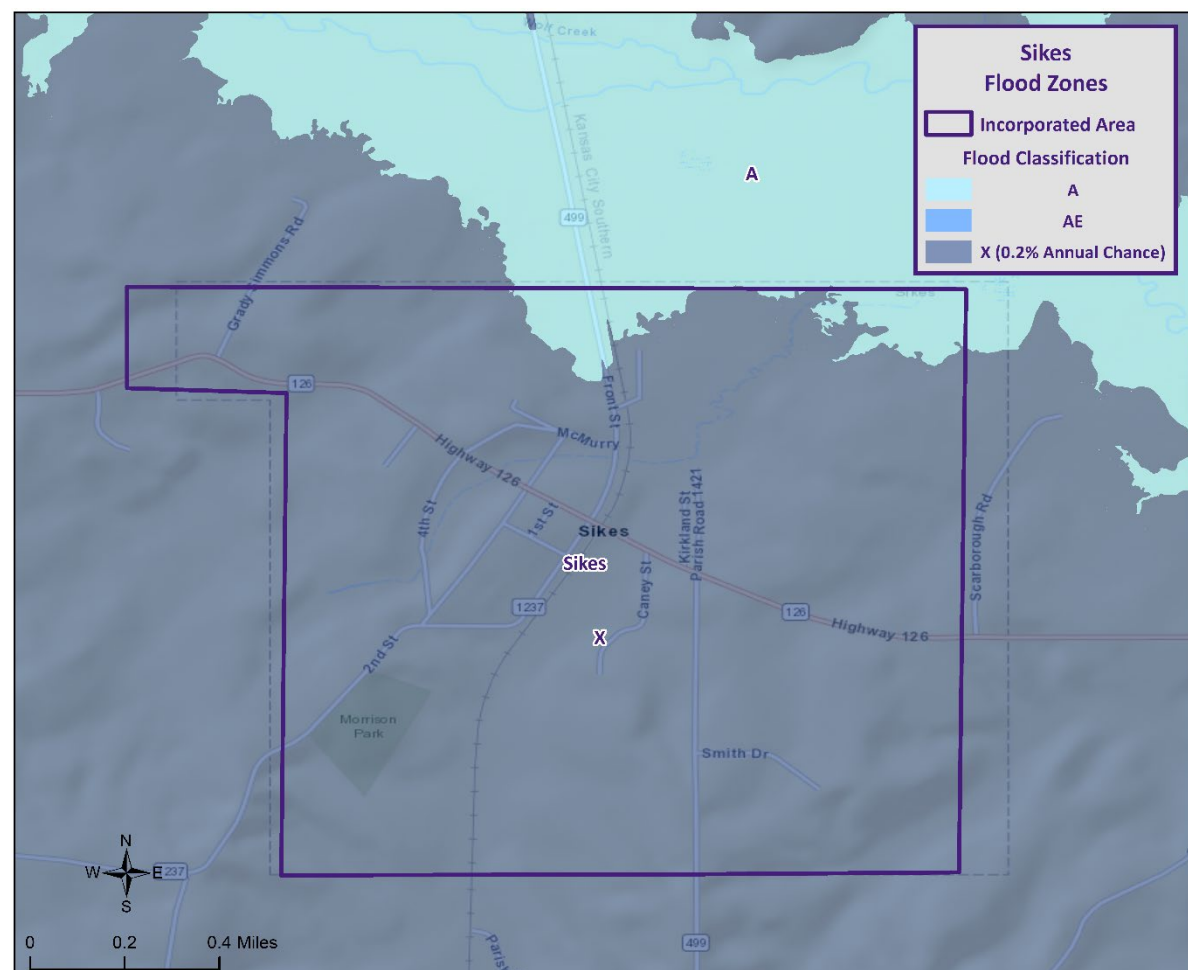 Wolf Creek
Sikes
Flood Zones
Incorporated Area
Flood Classification
A
AE
X (0.2% Annual Chance)
Kansas City Southern
A
499
Grady Simmons Rd
Sikes
126
Front St
McMurry
Highway 126
4th St
1st St
Sikes
Sikes
Kirkland St
Parish Road 1421
Scarborough Rd
Caney St
1237
126
Highway 126
X
2nd St
Morrison
Park
Smith Dr
N
W
E
S
237
0
0.2
0.4 Miles
499